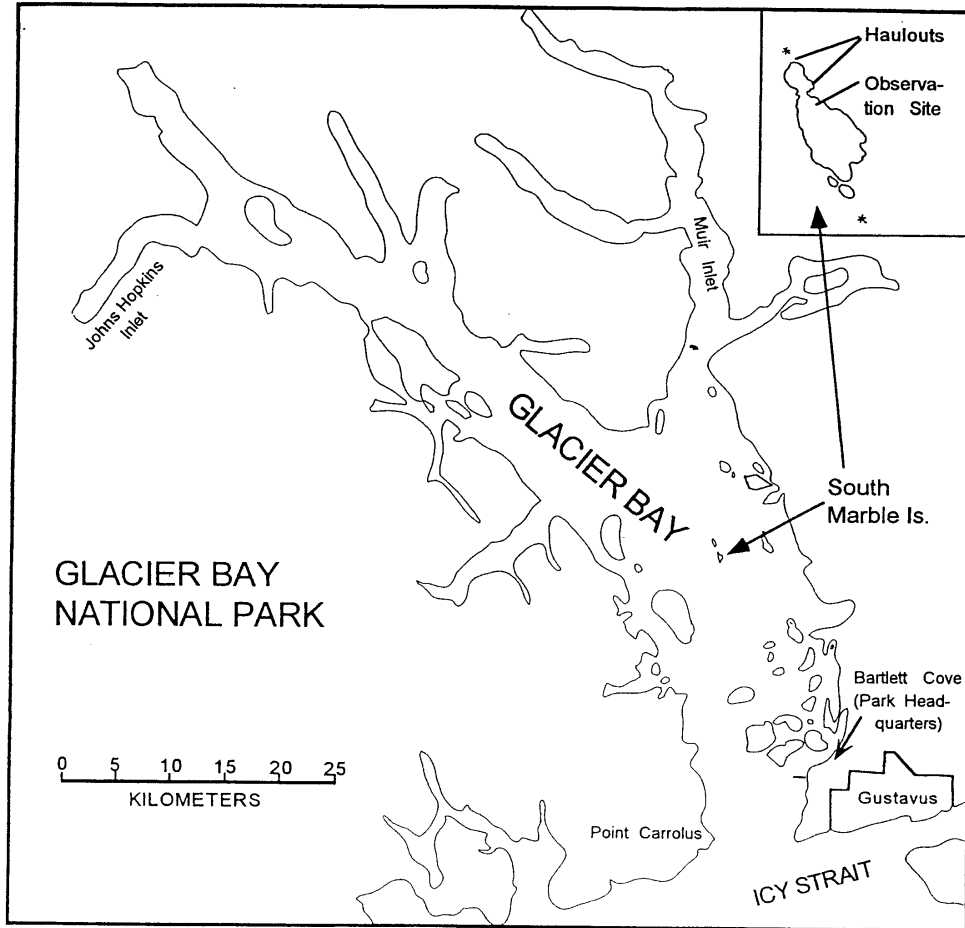 Haulouts
Observa-
tion Site
*
*
Muir Inlet
Johns Hopkins
Inlet
GLACIER BAY
South
Marble Is.
GLACIER BAY
NATIONAL PARK
Bartlett Cove
(Park Head-
quarters)
0 5 10 15 20 25
KILOMETERS
Gustavus
Point Carrolus
ICY STRAIT